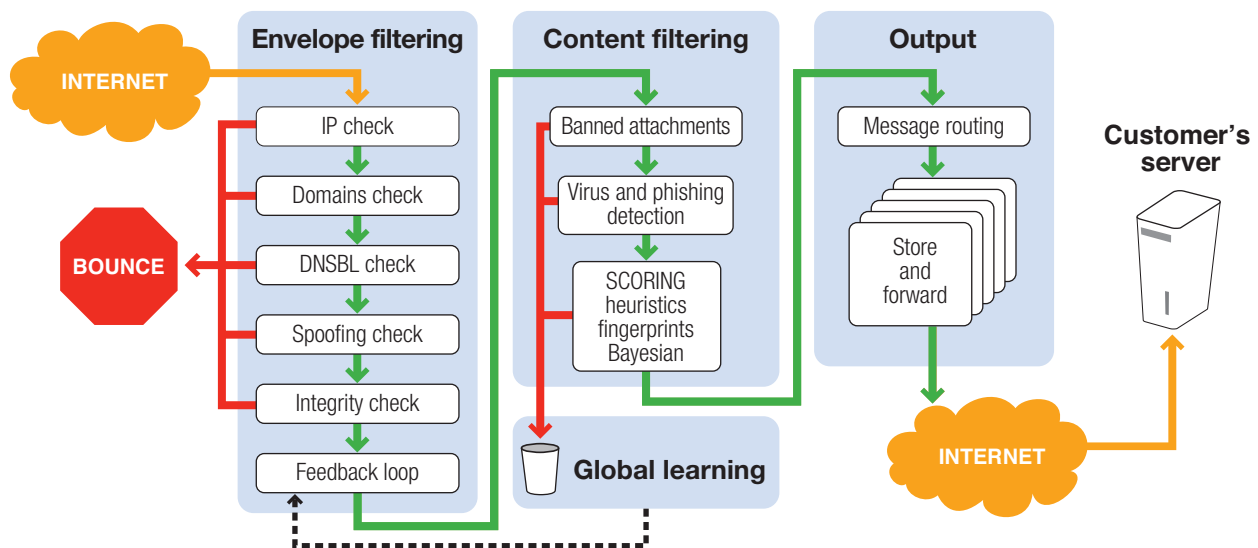 Envelope filtering
INTERNET
IP check
Domains check
BOUNCE
DNSBL check
Spoofing check
Integrity check
Feedback loop
Content filtering
Banned attachments
Virus and phishing
detection
SCORING
heuristics
fingerprints
Bayesian
Global learning
Output
Message routing
Store
and
forward
INTERNET
Customer's
server